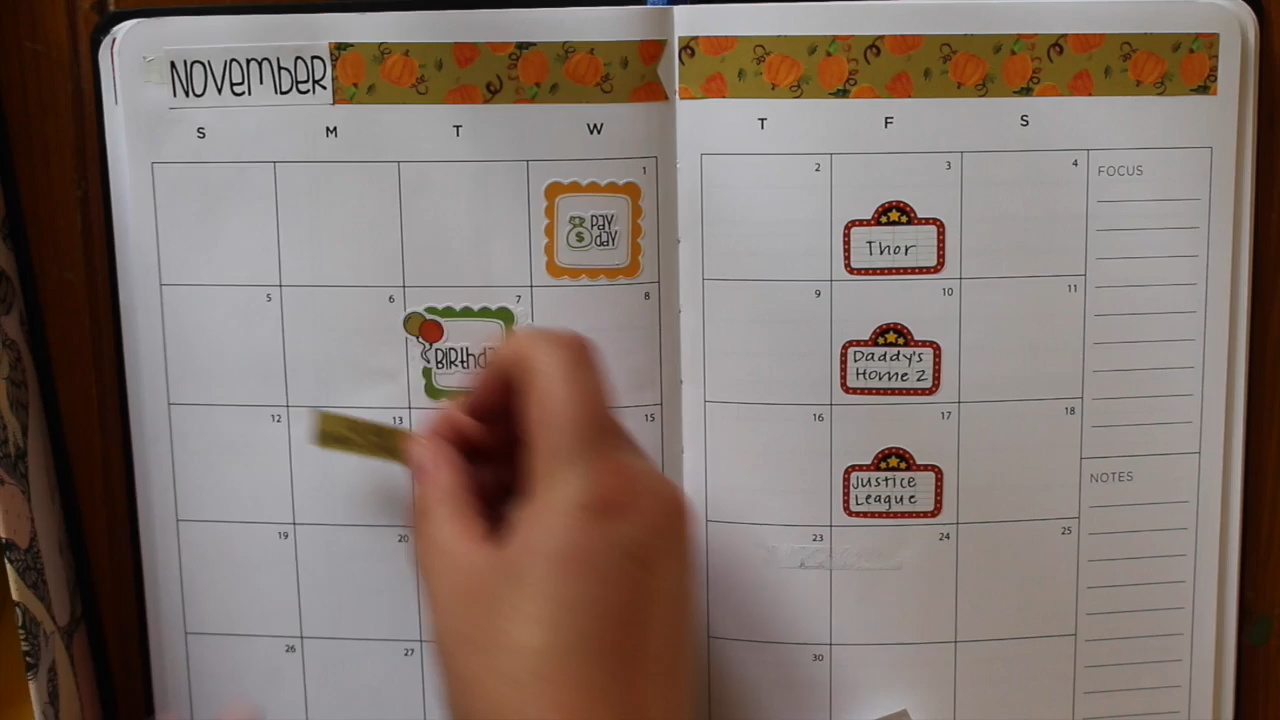 NOVEMBER
S M T W T F S
1 2 3 4
FOCUS
PAY
DAY
Thor
5 6 7 8 9 10 11
Daddy's
Home 2
12 13 15 16 17 18
NOTES
Justice
League
19 20 23 24 25
26 27 30